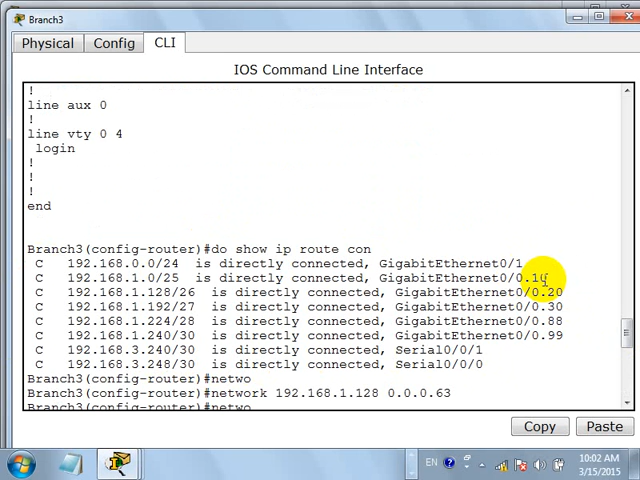 Branch3
Physical
Config
CLI
IOS Command Line Interface
!
line aux 0
!
line vty 0 4
login
!
!
!
end
Branch3(config-router)#do show ip route con
C 192.168.0.0/24 is directly connected, GigabitEthernet0/1
C 192.168.1.0/25 is directly connected, GigabitEthernet0/0.10
C 192.168.1.128/26 is directly connected, GigabitEthernet0/0.20
C 192.168.1.192/27 is directly connected, GigabitEthernet0/0.30
C 192.168.1.224/28 is directly connected, GigabitEthernet0/0.88
C 192.168.1.240/30 is directly connected, GigabitEthernet0/0.99
C 192.168.3.240/30 is directly connected, Serial0/0/1
C 192.168.3.248/30 is directly connected, Serial0/0/0
Branch3(config-router)#netwo
Branch3(config-router)#network 192.168.1.128 0.0.0.63
Branch3(config-router)#netwo
Copy
Paste
EN
10:02 AM
3/15/2015